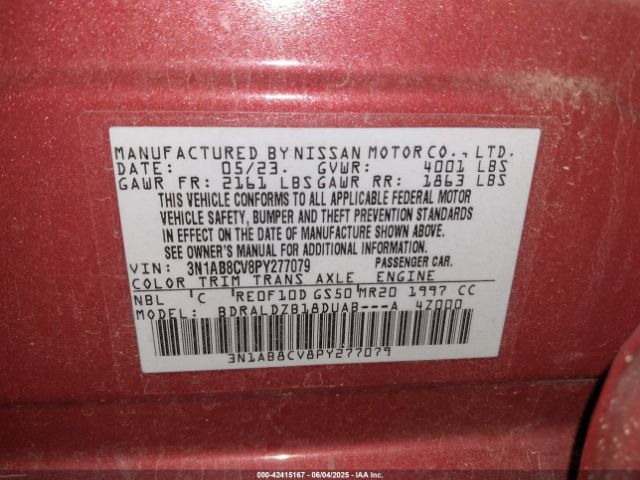 MANUFACTURED BY NISSAN MOTOR CO., LTD.
DATE: 05/23. GVWR: 4001 LBS
GAWR FR: 2161 LBS GAWR RR: 1863 LBS
THIS VEHICLE CONFORMS TO ALL APPLICABLE FEDERAL MOTOR
VEHICLE SAFETY, BUMPER AND THEFT PREVENTION STANDARDS
IN EFFECT ON THE DATE OF MANUFACTURE SHOWN ABOVE.
SEE OWNER'S MANUAL FOR ADDITIONAL INFORMATION.
VIN: 3N1AB8CV8PY277079 PASSENGER CAR.
COLOR TRIM TRANS AXLE ENGINE
NBL C RE0F10D GS50 MR20 1997 CC
MODEL: BDRALDZB18DUAB---A 4Z000
3N1AB8CV8PY277079
000-42415167 | 06/04/2025 | IAA Inc.